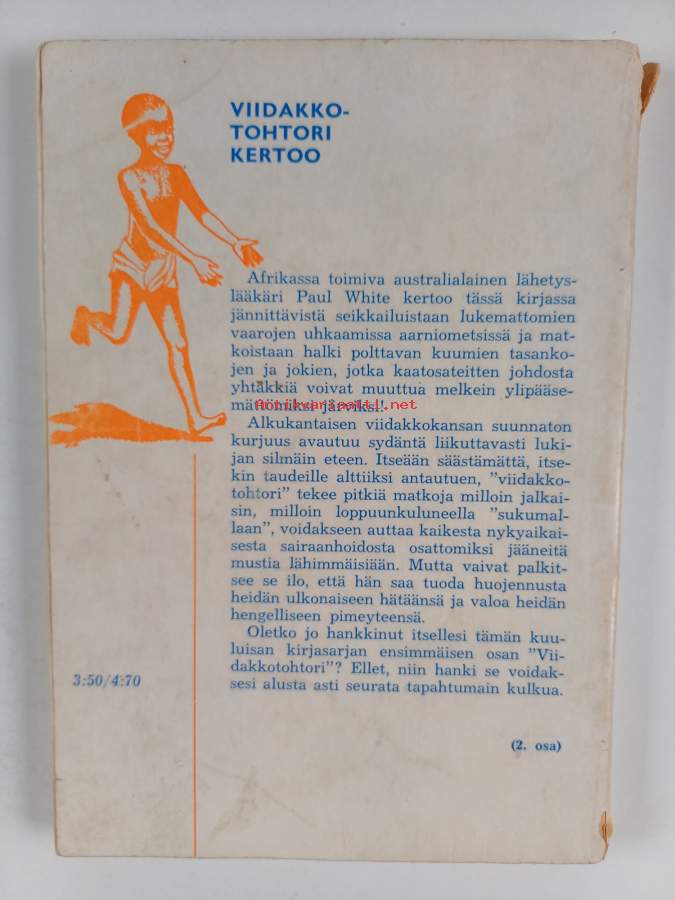 VIIDAKKO-
TOHTORI
KERTOO
Afrikassa toimiva australialainen lähetys-
lääkäri Paul White kertoo tässä kirjassa
jännittävistä seikkailuistaan lukemattomien
vaarojen uhkaamissa aarniometsissä ja mat-
koistaan halki polttavan kuumien tasanko-
jen ja jokien, jotka kaatosateitten johdosta
yhtäkkiä voivat muuttua melkein ylipääse-
mättömiksi järviksi!
Antikvariaatti.net
Alkukantaisen viidakkokansan suunnaton
kurjuus avautuu sydäntä liikuttavasti luki-
jan silmäin eteen. Itseään säästämättä, itse-
kin taudeille alttiiksi antautuen, "viidakko-
tohtori" tekee pitkiä matkoja milloin jalkai-
sin, milloin loppuunkuluneella "sukumal-
laan", voidakseen auttaa kaikesta nykyaikai-
sesta sairaanhoidosta osattomiksi jääneitä
mustia lähimmäisiään. Mutta vaivat palkit-
see se ilo, että hän saa tuoda huojennusta
heidän ulkonaiseen hätäänsä ja valoa heidän
hengelliseen pimeyteensä.
Oletko jo hankkinut itsellesi tämän kuu-
luisan kirjasarjan ensimmäisen osan "Vii-
dakkotohtori"? Ellet, niin hanki se voidak-
sesi alusta asti seurata tapahtumain kulkua.
3:50/4:70
(2. osa)